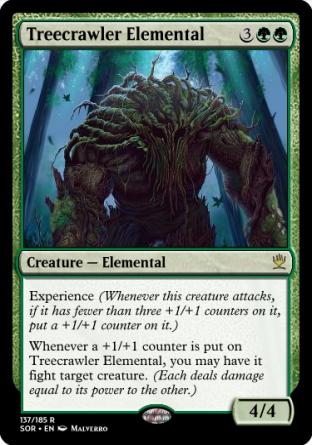 Treecrawler Elemental 3
Creature — Elemental
Experience (Whenever this creature attacks,
if it has fewer than three +1/+1 counters on it,
put a +1/+1 counter on it.)
Whenever a +1/+1 counter is put on
Treecrawler Elemental, you may have it
fight target creature. (Each deals damage
equal to its power to the other.)
137/185 R
SOR • EN Malverro
4/4